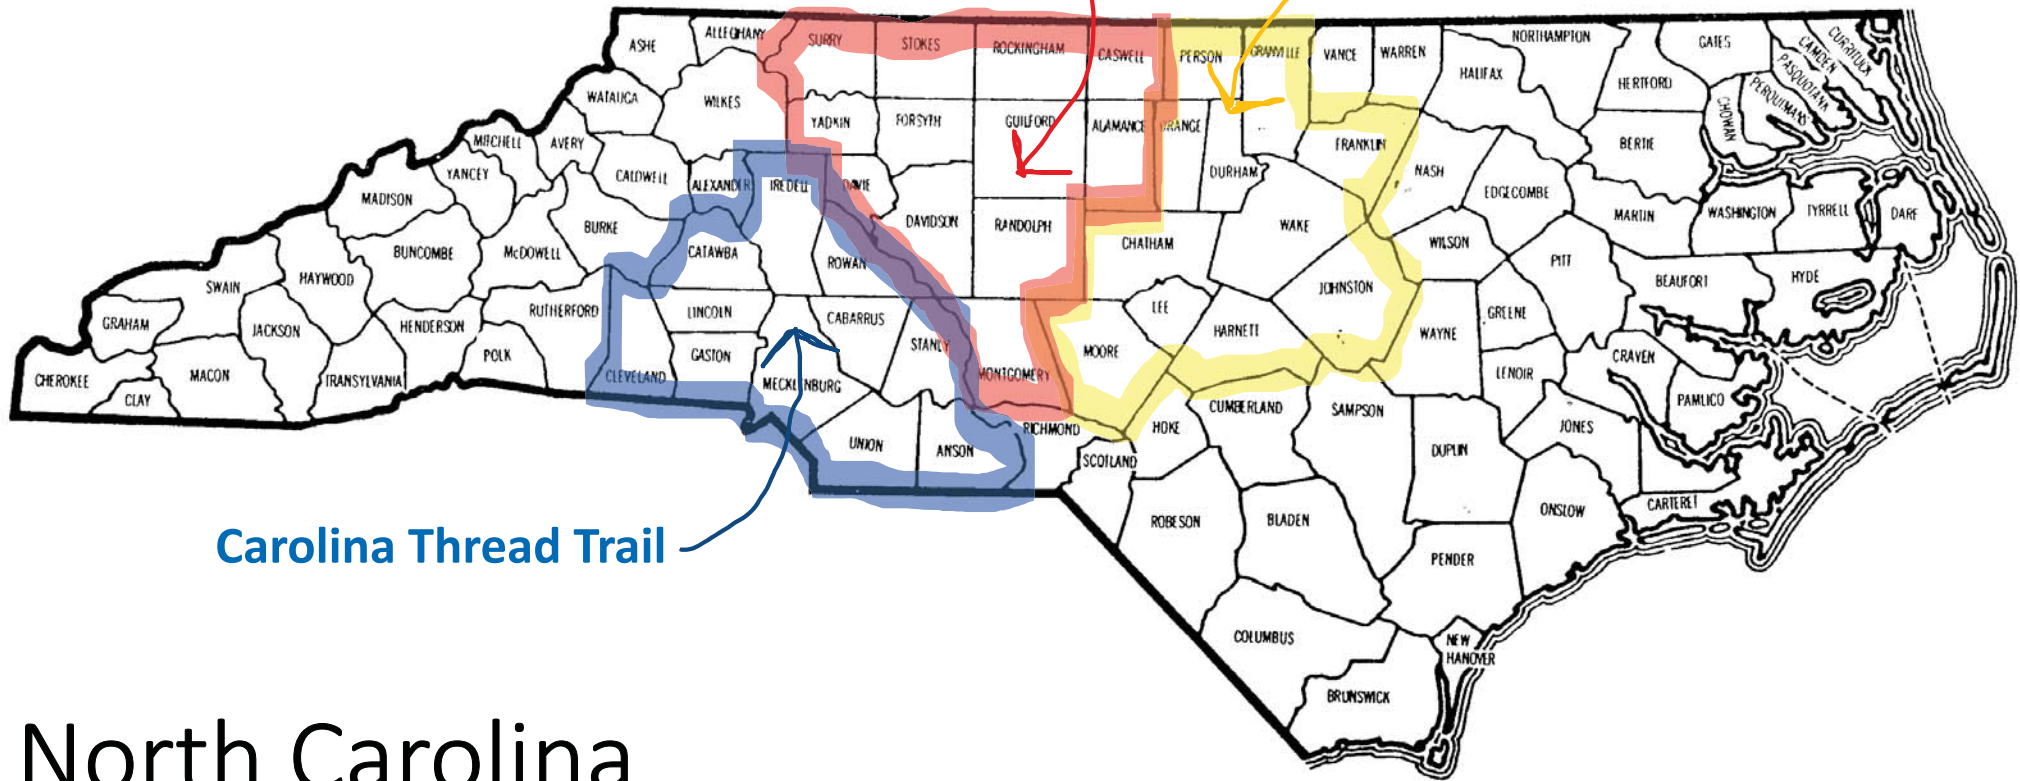 ASHE
ALLEGHANY
SURRY
STOKES
ROCKINGHAM
CASWELL
PERSON
GRANVILLE
VANCE
WARREN
NORTHAMPTON
GATES
CURRITUCK
CAMDEN
PASQUOTANK
PERQUIMANS
CHOWAN
HERTFORD
HALIFAX
WATAUGA
WILKES
YADKIN
FORSYTH
GUILFORD
ALAMANCE
ORANGE
DURHAM
FRANKLIN
NASH
EDGECOMBE
BERTIE
MARTIN
WASHINGTON
TYRRELL
DARE
MITCHELL
AVERY
YANCEY
CALDWELL
ALEXANDER
IREDELL
DAVIE
DAVIDSON
RANDOLPH
CHATHAM
WAKE
WILSON
PITT
BEAUFORT
HYDE
MADISON
BUNCOMBE
McDOWELL
BURKE
CATAWBA
ROWAN
SWAIN
HAYWOOD
RUTHERFORD
LINCOLN
CABARRUS
LEE
JOHNSTON
GREENE
GRAHAM
JACKSON
HENDERSON
POLK
GASTON
STANLY
MOORE
HARNETT
WAYNE
LENOIR
CRAVEN
PAMLICO
CHEROKEE
CLAY
MACON
TRANSYLVANIA
CLEVELAND
MECKLENBURG
MONTGOMERY
RICHMOND
HOKE
CUMBERLAND
SAMPSON
DUPLIN
JONES
UNION
ANSON
SCOTLAND
ROBESON
BLADEN
ONSLOW
CARTERET
PENDER
COLUMBUS
NEW
HANOVER
BRUNSWICK
Carolina Thread Trail
North Carolina